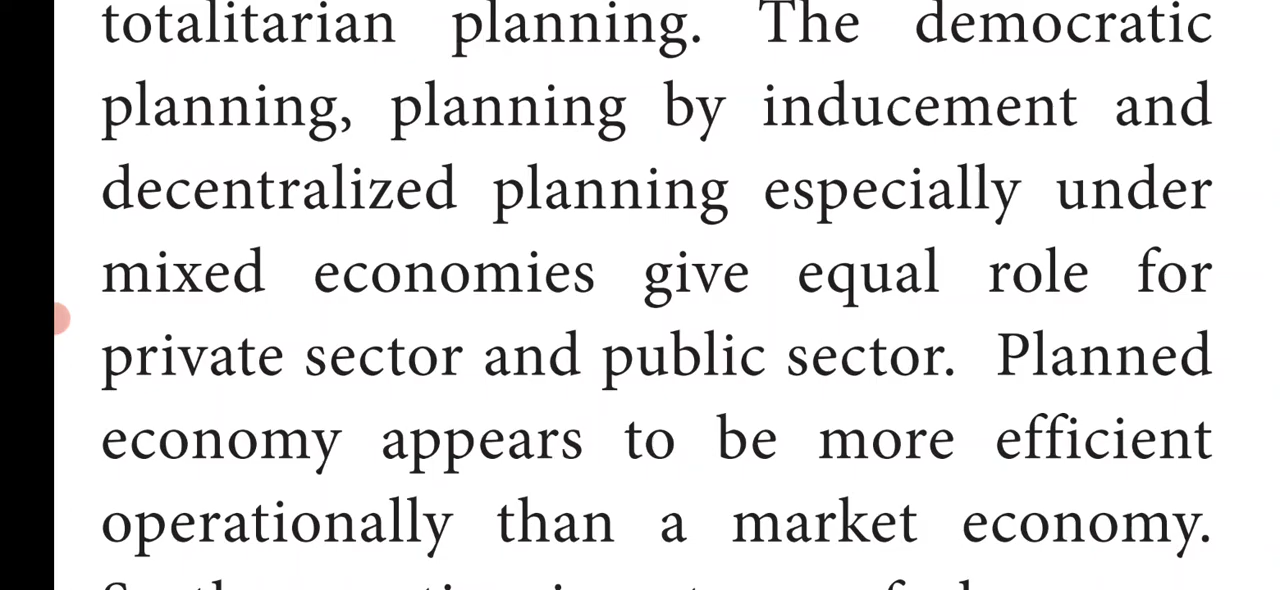 totalitarian planning. The democratic
planning, planning by inducement and
decentralized planning especially under
mixed economies give equal role for
private sector and public sector. Planned
economy appears to be more efficient
operationally than a market economy.